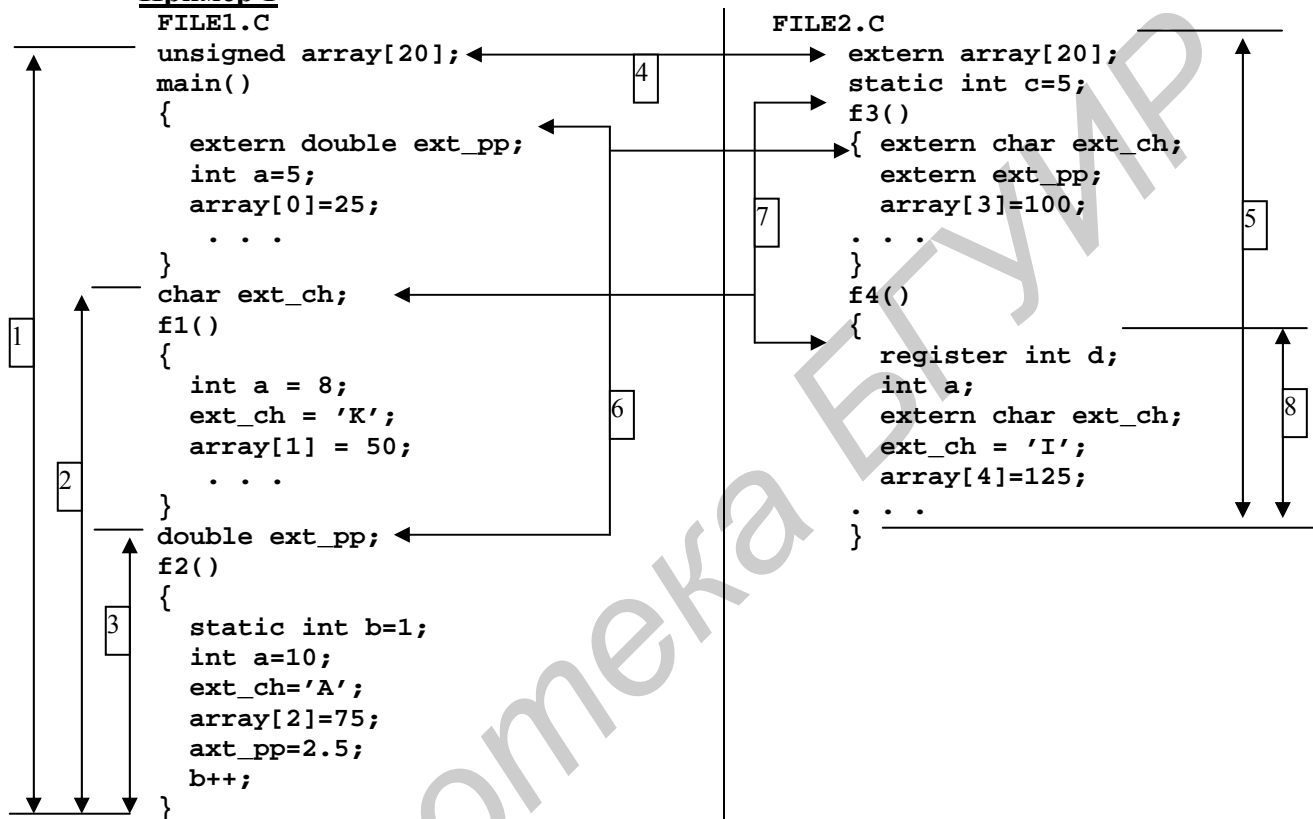 FILE1.C
unsigned array[20];
main()
{
extern double ext_pp;
int a=5;
array[0]=25;
. . .
}
char ext_ch;
f1()
{
int a = 8;
ext_ch = ’K’;
array[1] = 50;
. . .
}
double ext_pp;
f2()
{
static int b=1;
int a=10;
ext_ch=’A’;
array[2]=75;
axt_pp=2.5;
b++;
}
1
2
3
4
6
7
FILE2.C
extern array[20];
static int c=5;
f3()
{ extern char ext_ch;
extern ext_pp;
array[3]=100;
. . .
}
f4()
{
register int d;
int a;
extern char ext_ch;
ext_ch = ’I’;
array[4]=125;
. . .
}
5
8
отека БГУИР